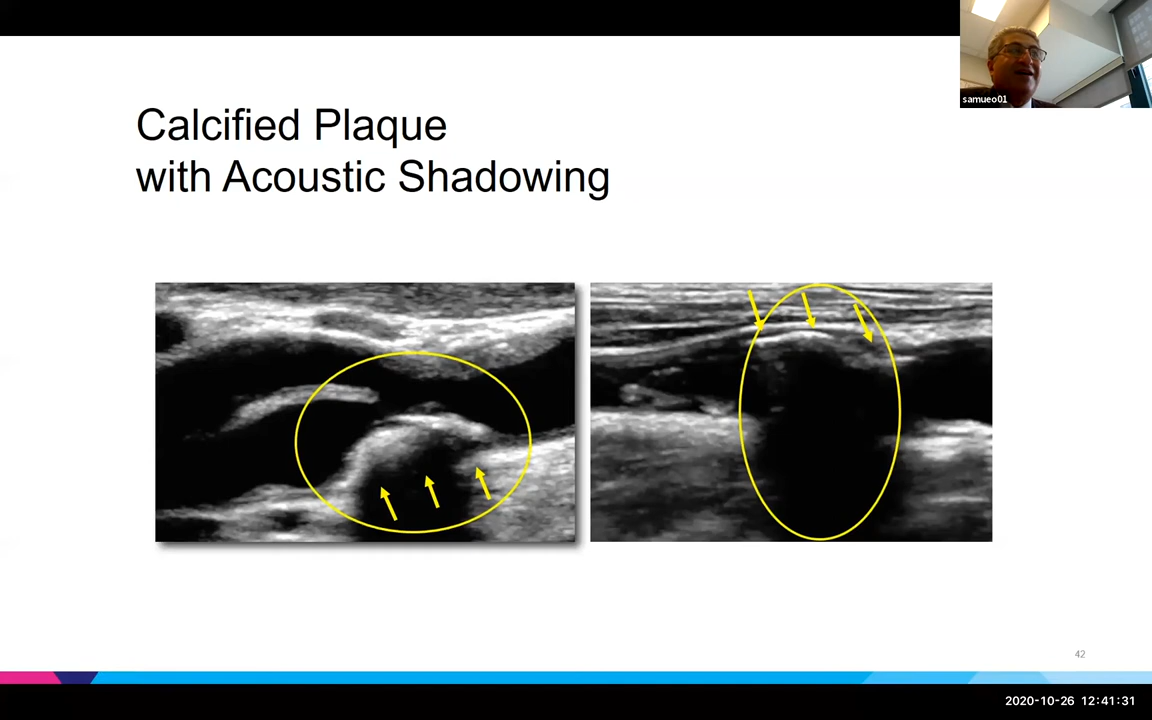 samueo01
Calcified Plaque
with Acoustic Shadowing
42
2020-10-26 12:41:31